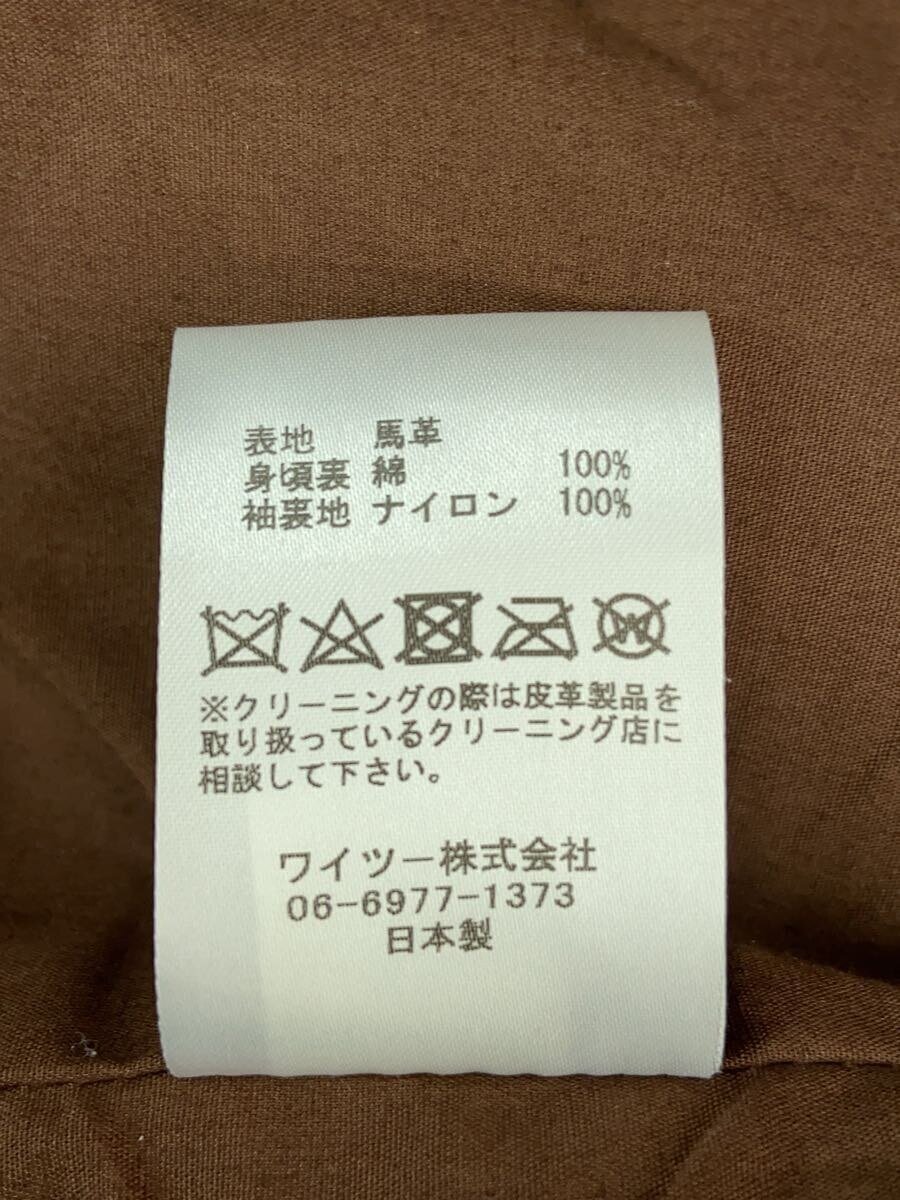 表地 馬革
身頃裏 綿 100%
袖裏地 ナイロン 100%
W
※クリーニングの際は皮革製品を
取り扱っているクリーニング店に
相談して下さい。
ワイツー株式会社
06-6977-1373
日本製